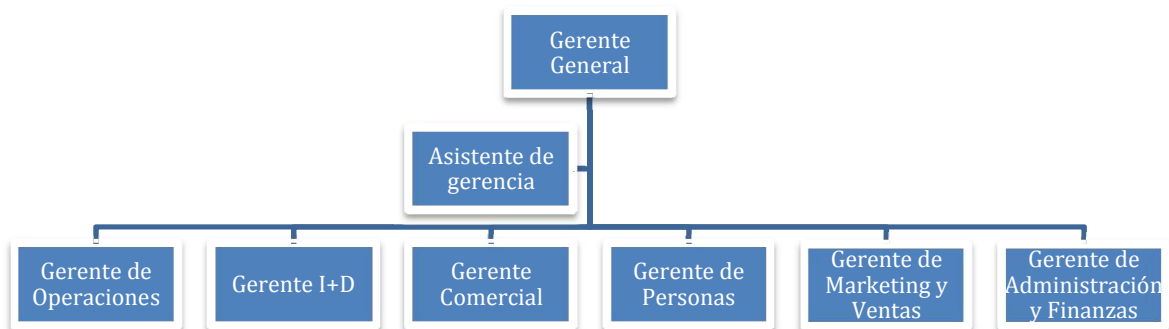 Gerente
General
Asistente de
gerencia
Gerente de
Operaciones
Gerente I+D
Gerente
Comercial
Gerente de
Personas
Gerente de
Marketing y
Ventas
Gerente de
Administración
y Finanzas